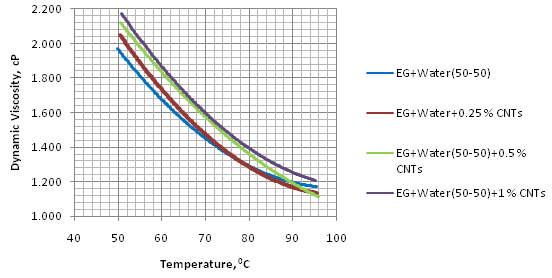 2.200
2.000
1.800
1.600
1.400
1.200
1.000
Dynamic Viscosity, cP
40 50 60 70 80 90 100
Temperature, ⁰C
EG+Water(50-50)
EG+Water+0.25% CNTs
EG+Water(50-50)+0.5%
CNTs
EG+Water(50-50)+1% CNTs